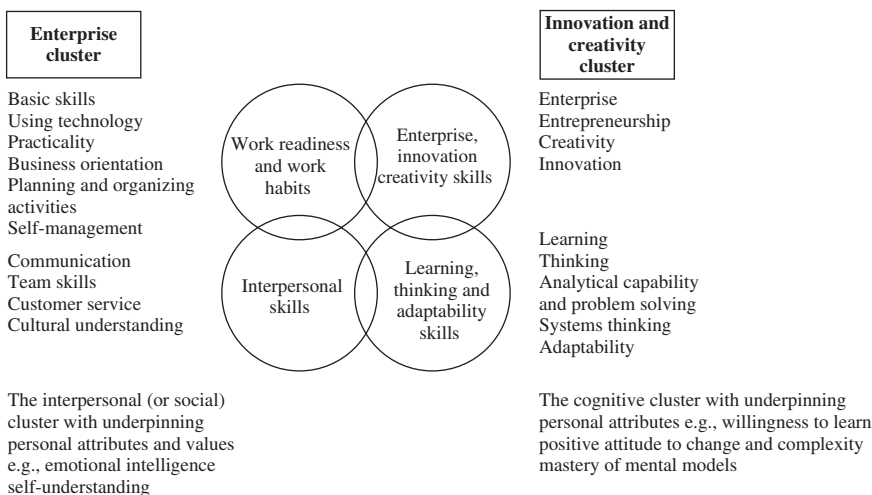 Enterprise
cluster
Basic skills
Using technology
Practicality
Business orientation
Planning and organizing
activities
Self-management
Communication
Team skills
Customer service
Cultural understanding
The interpersonal (or social)
cluster with underpinning
personal attributes and values
e.g., emotional intelligence
self-understanding
Work readiness
and work
habits
Enterprise,
innovation
creativity skills
Interpersonal
skills
Learning,
thinking and
adaptability
skills
Innovation and
creativity
cluster
Enterprise
Entrepreneurship
Creativity
Innovation
Learning
Thinking
Analytical capability
and problem solving
Systems thinking
Adaptability
The cognitive cluster with underpinning
personal attributes e.g., willingness to learn
positive attitude to change and complexity
mastery of mental models